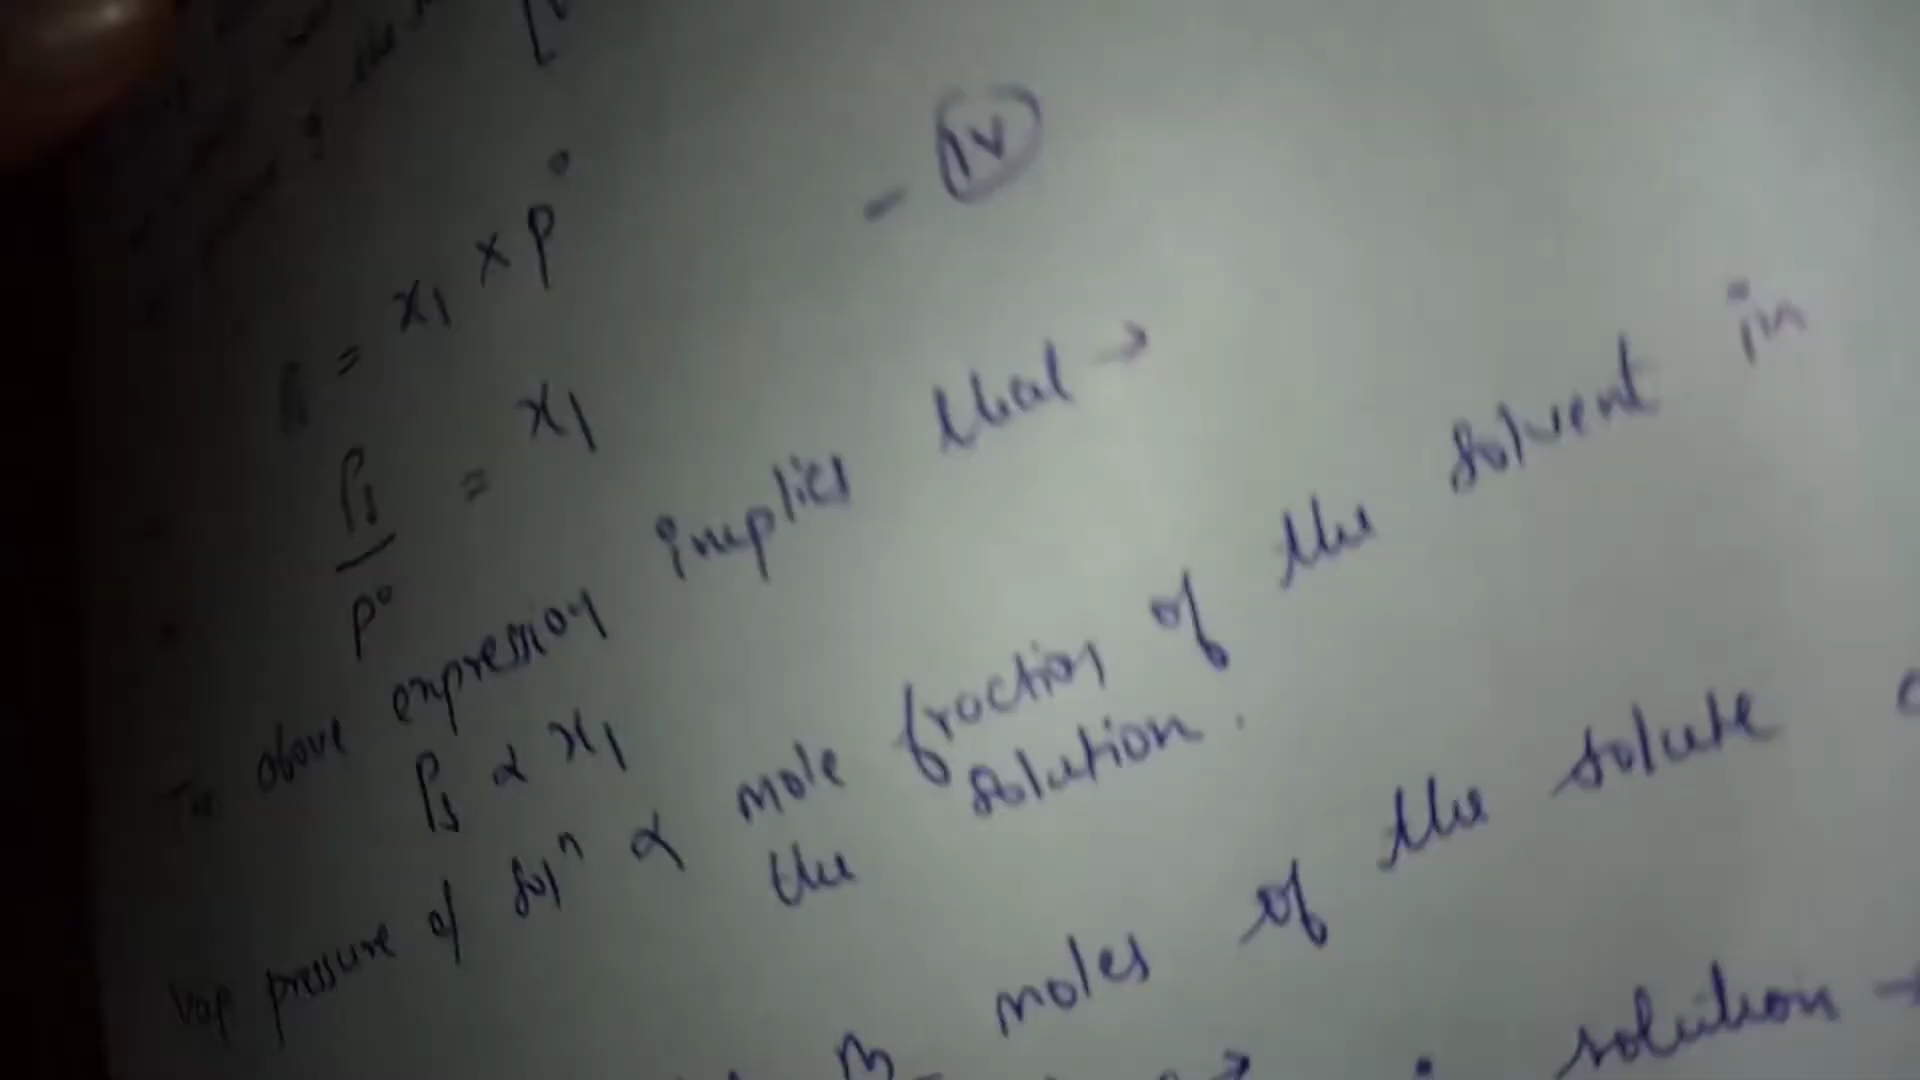 the
= x1 × P° - (IV)
Ps / P° = x1
above expression implies that →
Ps ∝ x1
Vap pressure of solⁿ ∝ mole fraction of the solvent in
the solution.
moles of the solute
solution